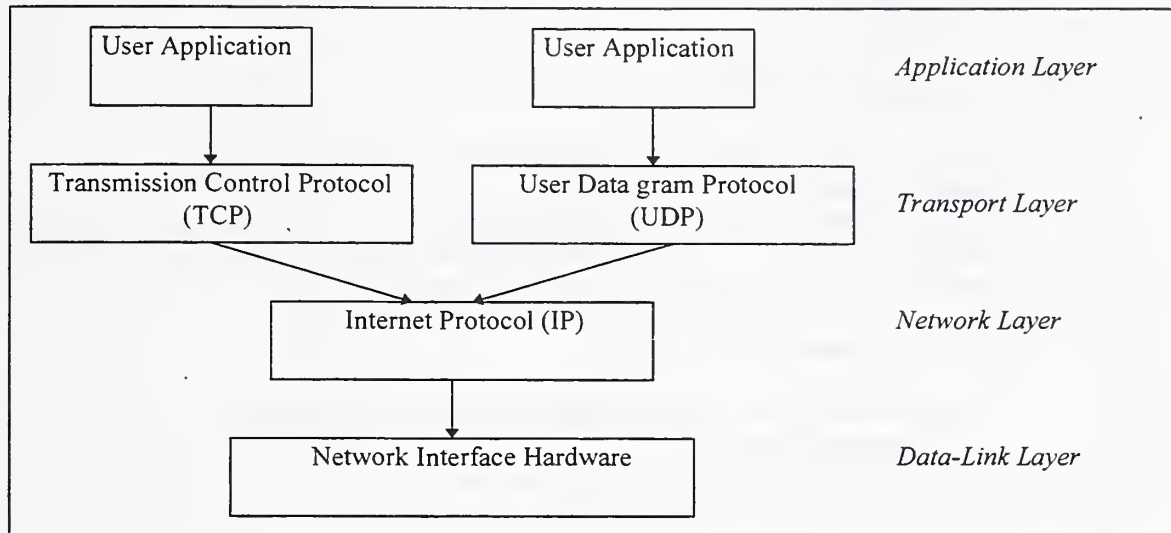 User Application
User Application
Application Layer
Transmission Control Protocol
(TCP)
User Data gram Protocol
(UDP)
Transport Layer
Internet Protocol (IP)
Network Layer
Network Interface Hardware
Data-Link Layer